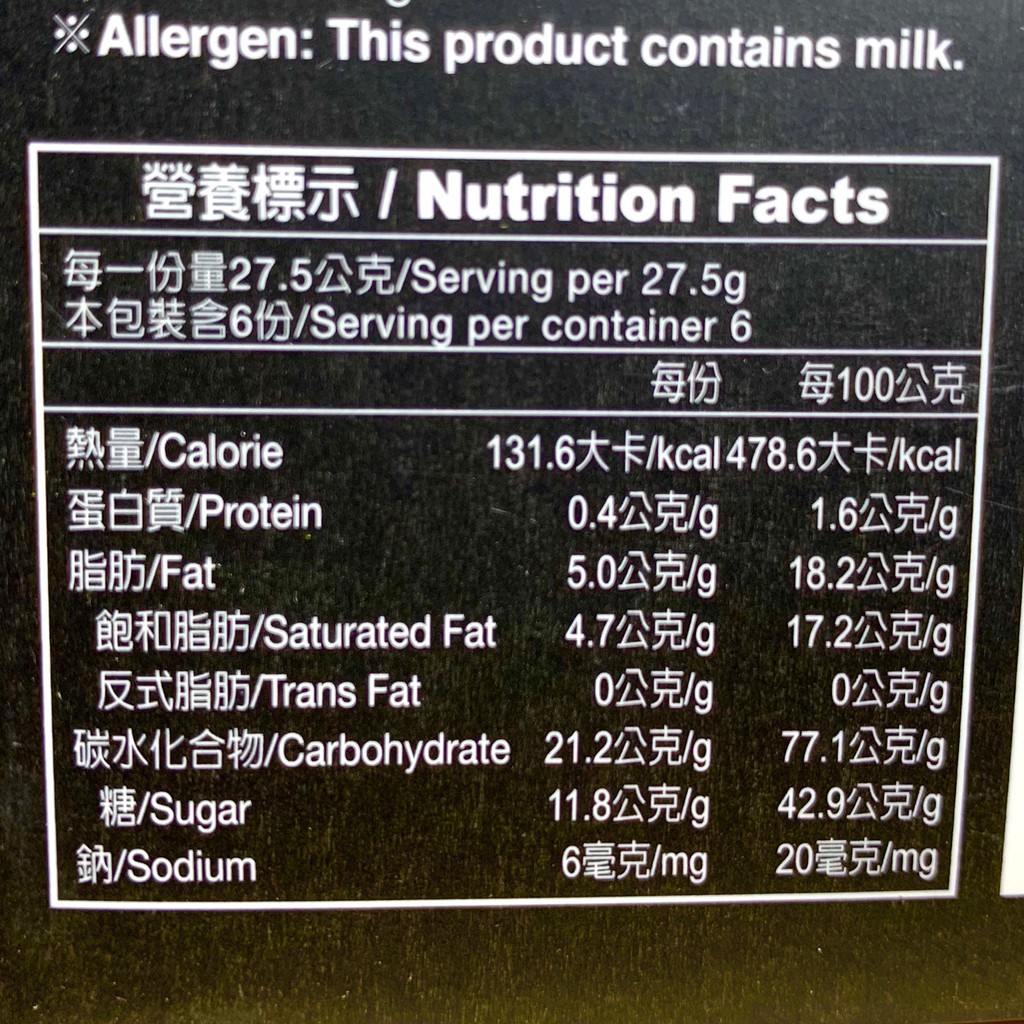 ※Allergen: This product contains milk.
營養標示 / Nutrition Facts
每一份量27.5公克/Serving per 27.5g
本包裝含6份/Serving per container 6
每份 每100公克
熱量/Calorie 131.6大卡/kcal 478.6大卡/kcal
蛋白質/Protein 0.4公克/g 1.6公克/g
脂肪/Fat 5.0公克/g 18.2公克/g
飽和脂肪/Saturated Fat 4.7公克/g 17.2公克/g
反式脂肪/Trans Fat 0公克/g 0公克/g
碳水化合物/Carbohydrate 21.2公克/g 77.1公克/g
糖/Sugar 11.8公克/g 42.9公克/g
鈉/Sodium 6毫克/mg 20毫克/mg